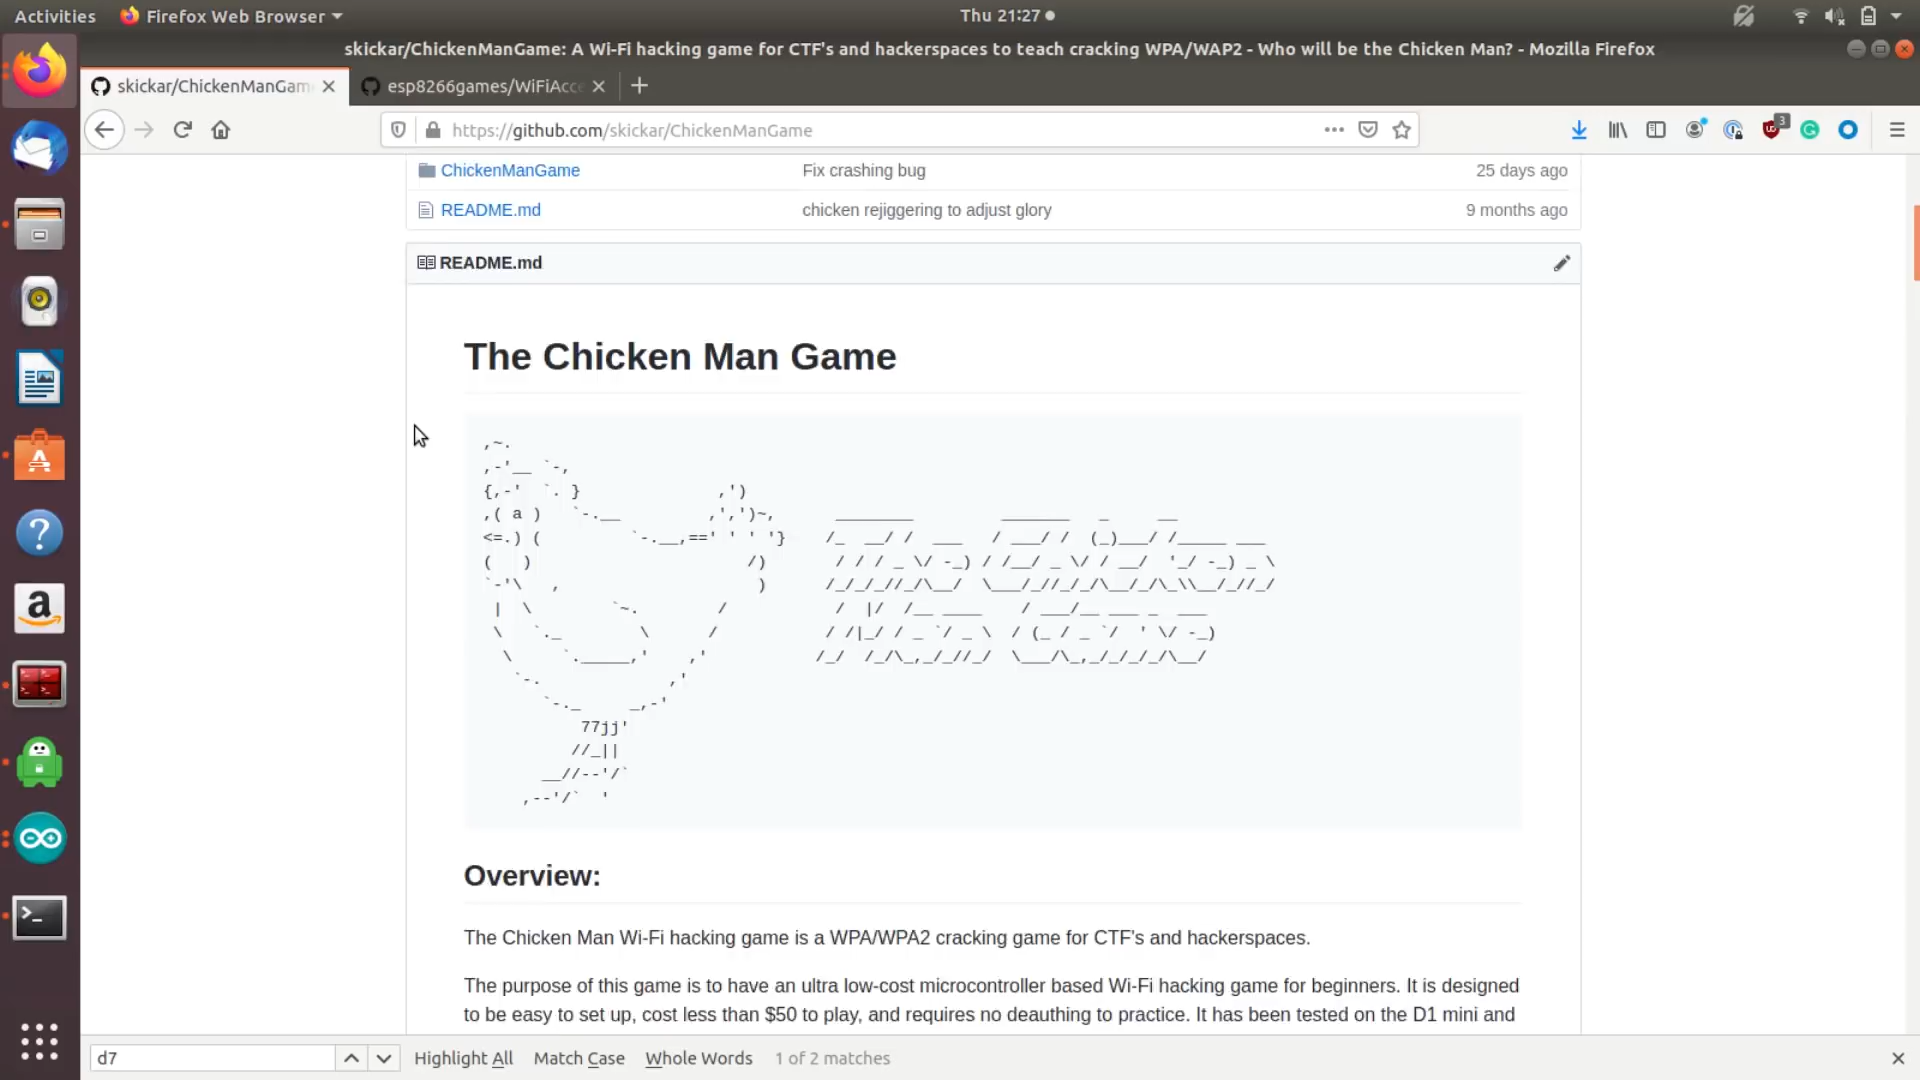 Activities Firefox Web Browser Thu 21:27
skickar/ChickenManGame: A Wi-Fi hacking game for CTF's and hackerspaces to teach cracking WPA/WAP2 - Who will be the Chicken Man? - Mozilla Firefox
skickar/ChickenManGam esp8266games/WiFiAcce
https://github.com/skickar/ChickenManGame
3
ChickenManGame Fix crashing bug 25 days ago
README.md chicken rejiggering to adjust glory 9 months ago
README.md
The Chicken Man Game
The Chicken
Man Game
Overview:
The Chicken Man Wi-Fi hacking game is a WPA/WPA2 cracking game for CTF's and hackerspaces.
The purpose of this game is to have an ultra low-cost microcontroller based Wi-Fi hacking game for beginners. It is designed
to be easy to set up, cost less than $50 to play, and requires no deauthing to practice. It has been tested on the D1 mini and
d7 Highlight All Match Case Whole Words 1 of 2 matches